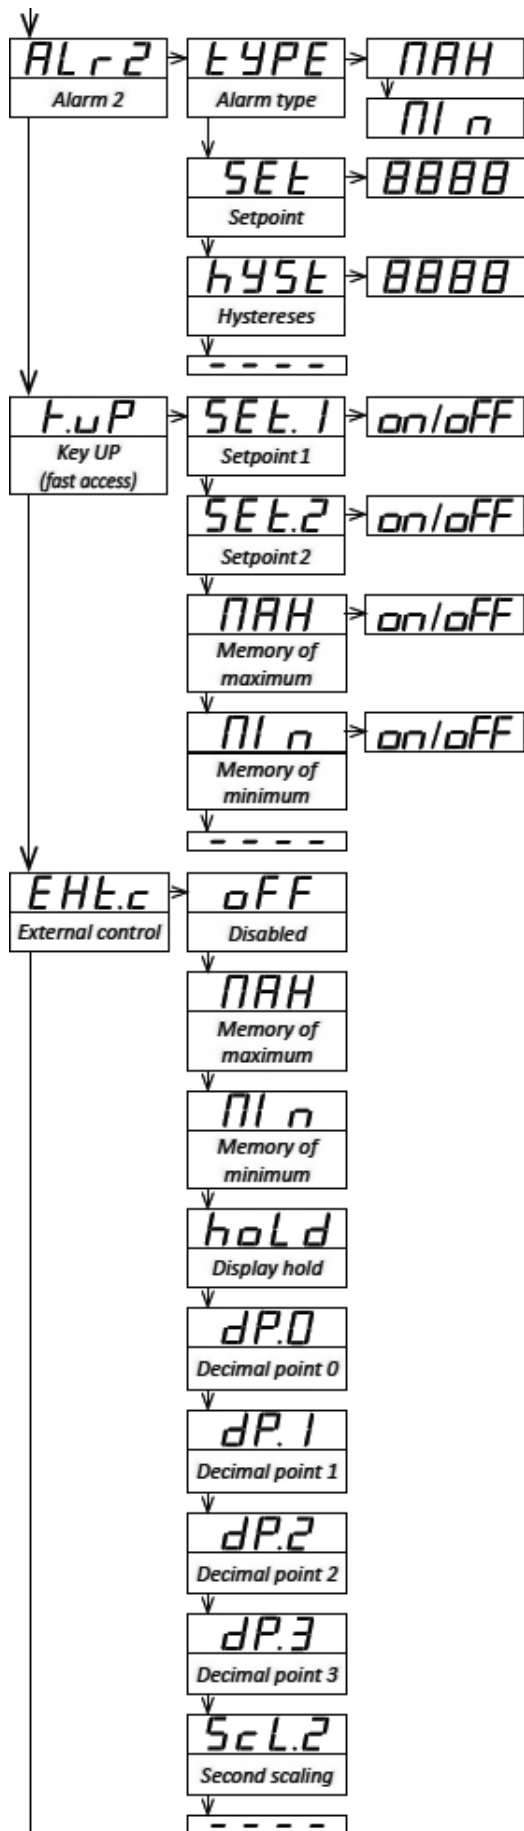 ALr2 tYPE MAH
Alarm 2 Alarm type
MIn
SEt 8888
Setpoint
hYSt 8888
Hystereses
----
t.uP SEt.1 on/oFF
Key UP Setpoint 1
(fast access)
SEt.2 on/oFF
Setpoint 2
MAH on/oFF
Memory of
maximum
MIn on/oFF
Memory of
minimum
----
EHt.c oFF
External control Disabled
MAH
Memory of
maximum
MIn
Memory of
minimum
hoLd
Display hold
dP.0
Decimal point 0
dP.1
Decimal point 1
dP.2
Decimal point 2
dP.3
Decimal point 3
ScL.2
Second scaling
----